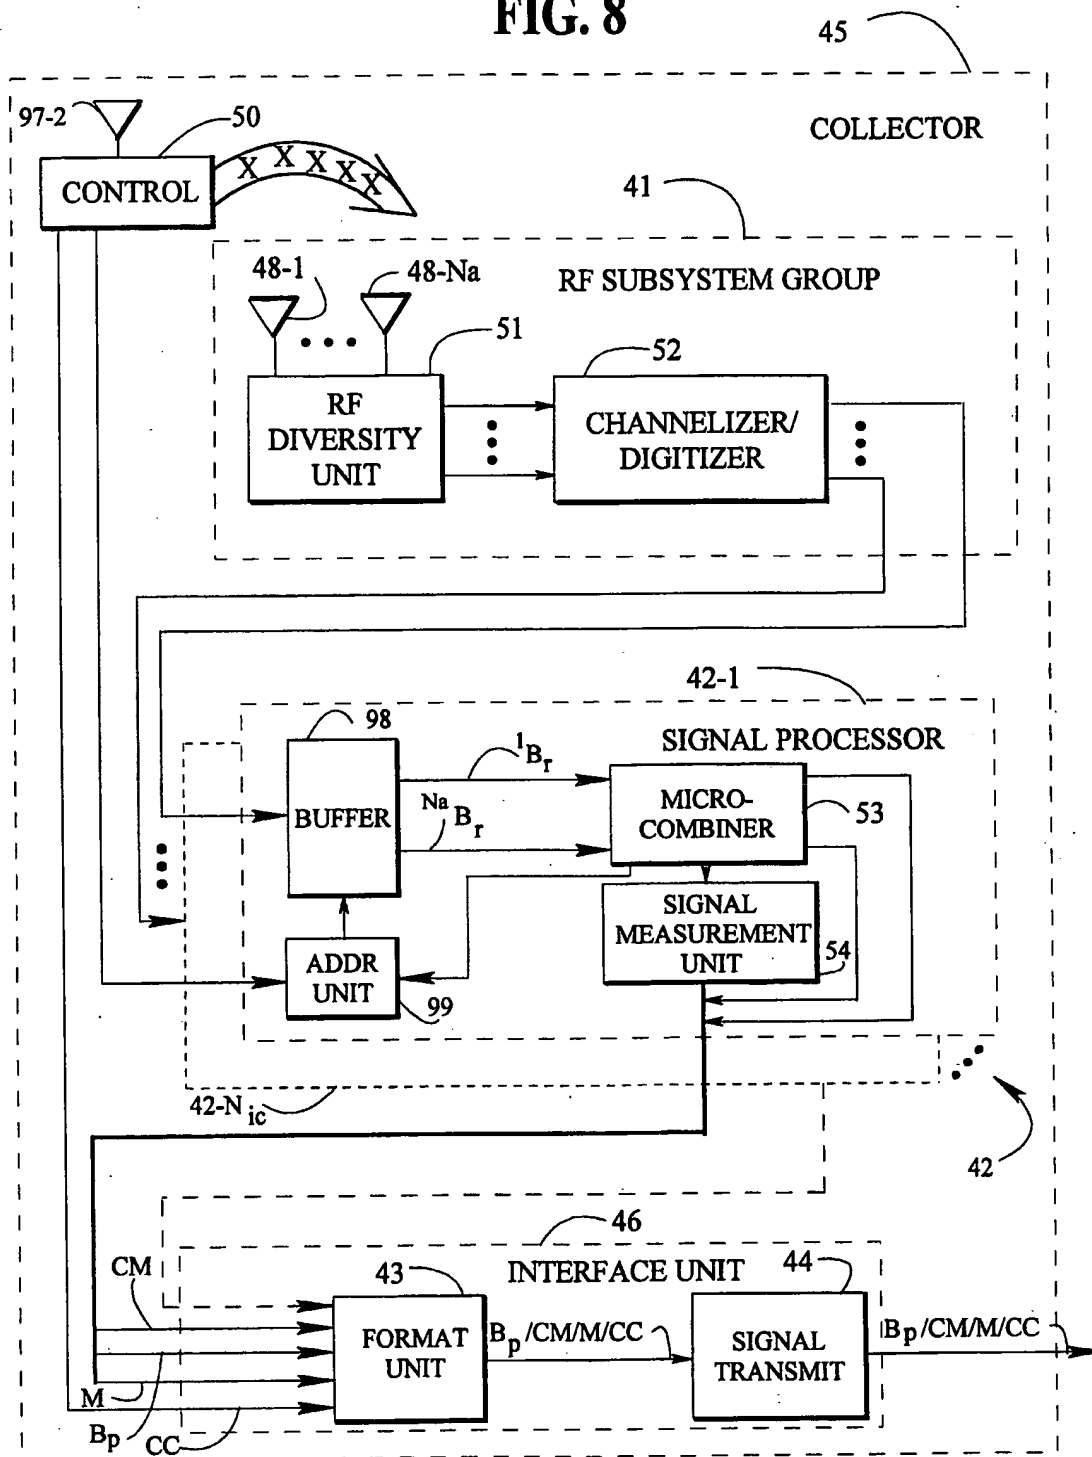 FIG. 8
45
97-2
50
COLLECTOR
CONTROL
X X X X X
41
RF SUBSYSTEM GROUP
48-1
48-Na
51
52
RF
DIVERSITY
UNIT
CHANNELIZER/
DIGITIZER
42-1
98
SIGNAL PROCESSOR
1Br
BUFFER
NaBr
MICRO-
COMBINER
53
SIGNAL
MEASUREMENT
UNIT
54
ADDR
UNIT
99
42-Nic
42
46
CM
43
INTERFACE UNIT
44
FORMAT
UNIT
Bp/CM/M/CC
SIGNAL
TRANSMIT
Bp/CM/M/CC
M
Bp
CC